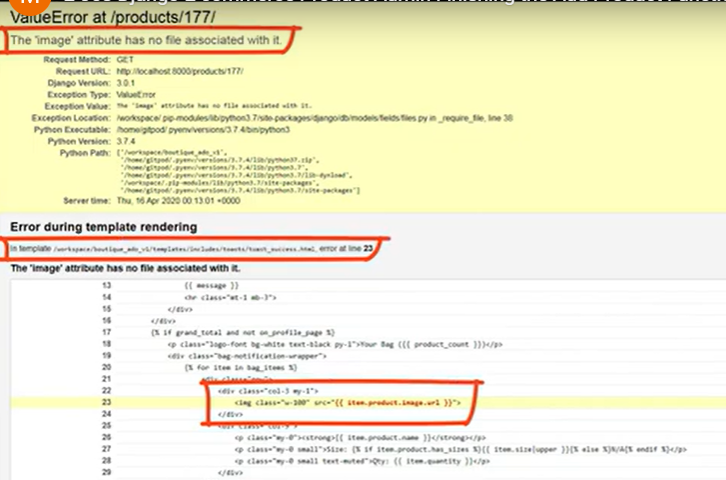 ValueError at /products/177/
The 'image' attribute has no file associated with it.
Request Method: GET
Request URL: http://localhost:8000/products/177/
Django Version: 3.0.1
Exception Type: ValueError
Exception Value: The 'image' attribute has no file associated with it.
Exception Location: /workspace/.pip-modules/lib/python3.7/site-packages/django/db/models/fields/files.py in _require_file, line 38
Python Executable: /home/gitpod/.pyenv/versions/3.7.4/bin/python3
Python Version: 3.7.4
Python Path: ['/workspace/boutique_ado_v1',
'/home/gitpod/.pyenv/versions/3.7.4/lib/python37.zip',
'/home/gitpod/.pyenv/versions/3.7.4/lib/python3.7',
'/home/gitpod/.pyenv/versions/3.7.4/lib/python3.7/lib-dynload',
'/workspace/.pip-modules/lib/python3.7/site-packages',
'/home/gitpod/.pyenv/versions/3.7.4/lib/python3.7/site-packages']
Server time: Thu, 16 Apr 2020 00:13:01 +0000
Error during template rendering
In template /workspace/boutique_ado_v1/templates/includes/toasts/toast_success.html, error at line 23
The 'image' attribute has no file associated with it.
13 {{ message }}
14 <hr class="mt-1 mb-3">
15 </div>
16 </div>
17 {% if grand_total and not on_profile_page %}
18 <p class="logo-font bg-white text-black py-1">Your Bag ({{ product_count }})</p>
19 <div class="bag-notification-wrapper">
20 {% for item in bag_items %}
21 <div class="row">
22 <div class="col-3 my-1">
23 <img class="w-100" src="{{ item.product.image.url }}">
24 </div>
25 <div class="col-9">
26 <p class="my-0"><strong>{{ item.product.name }}</strong></p>
27 <p class="my-0 small">Size: {% if item.product.has_sizes %}{{ item.size|upper }}{% else %}N/A{% endif %}</p>
28 <p class="my-0 small text-muted">Qty: {{ item.quantity }}</p>
29 </div>